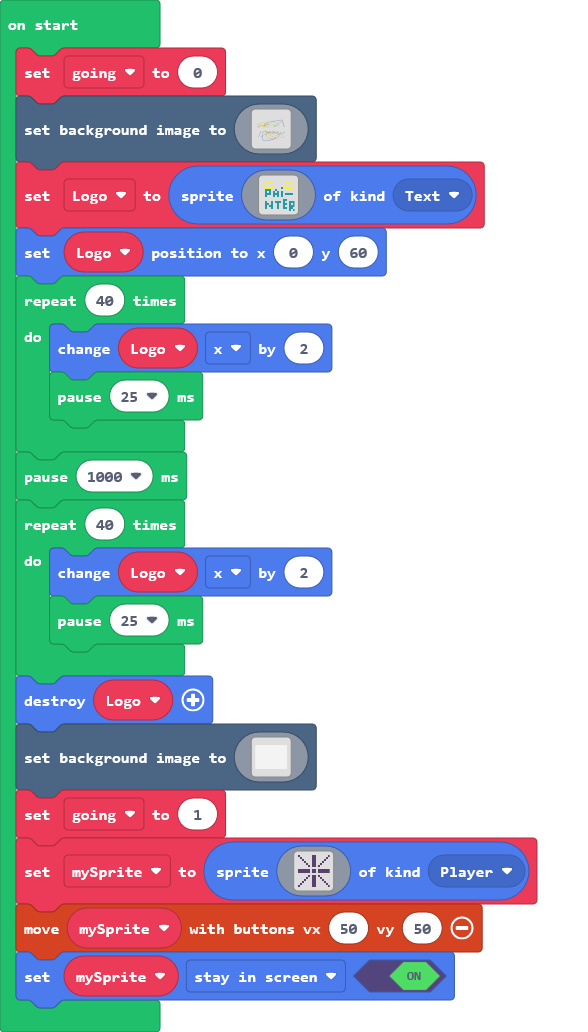 on start
set going to 0
set background image to
set Logo to sprite PAI- NTER of kind Text
set Logo position to x 0 y 60
repeat 40 times
do
change Logo x by 2
pause 25 ms
pause 1000 ms
repeat 40 times
do
change Logo x by 2
pause 25 ms
destroy Logo
set background image to
set going to 1
set mySprite to sprite of kind Player
move mySprite with buttons vx 50 vy 50
set mySprite stay in screen ON